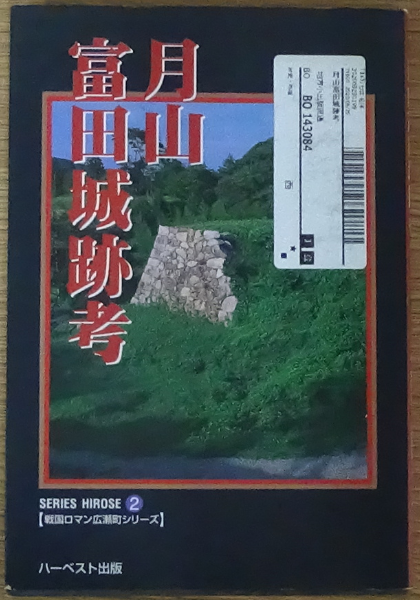 月山
富田城跡考
BO 143084
西
SERIES HIROSE 2
【戦国ロマン広瀬町シリーズ】
ハーベスト出版